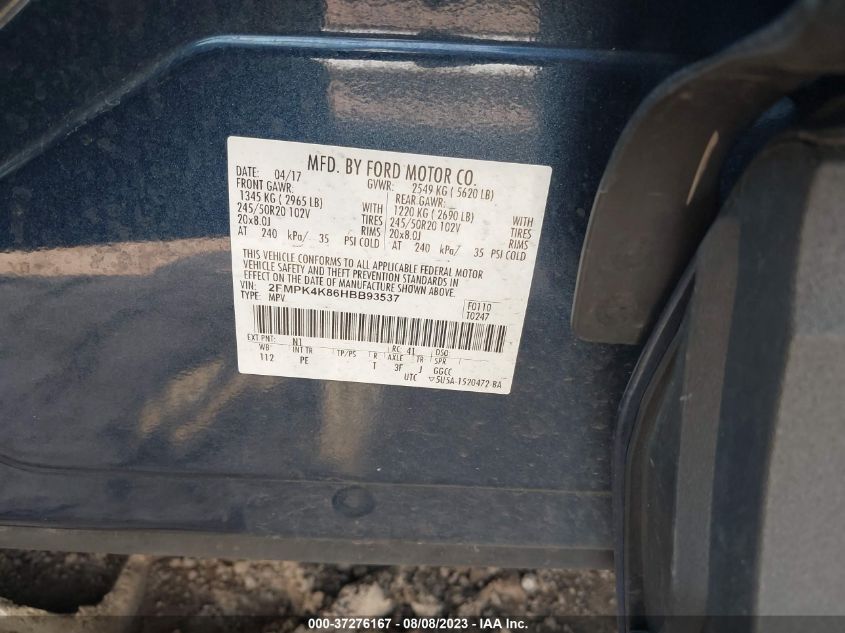 MFD. BY FORD MOTOR CO.
DATE: 04/17 GVWR: 2549 KG ( 5620 LB)
FRONT GAWR: REAR GAWR:
1345 KG ( 2965 LB) WITH 1220 KG ( 2690 LB) WITH
245/50R20 102V TIRES 245/50R20 102V TIRES
20x8.0J RIMS 20x8.0J RIMS
AT 240 kPa/ 35 PSI COLD AT 240 kPa/ 35 PSI COLD
THIS VEHICLE CONFORMS TO ALL APPLICABLE FEDERAL MOTOR
VEHICLE SAFETY AND THEFT PREVENTION STANDARDS IN
EFFECT ON THE DATE OF MANUFACTURE SHOWN ABOVE.
VIN: 2FMPK4K86HBB93537 F0110
TYPE: MPV T0247
EXT PNT: N1 RC: 41 DSO:
WB INT TR TP/PS R AXLE TR SPR
112 PE T 3F J GGCC
UTC ▽5U5A-1520472-BA
000-37276167 - 08/08/2023 - IAA Inc.